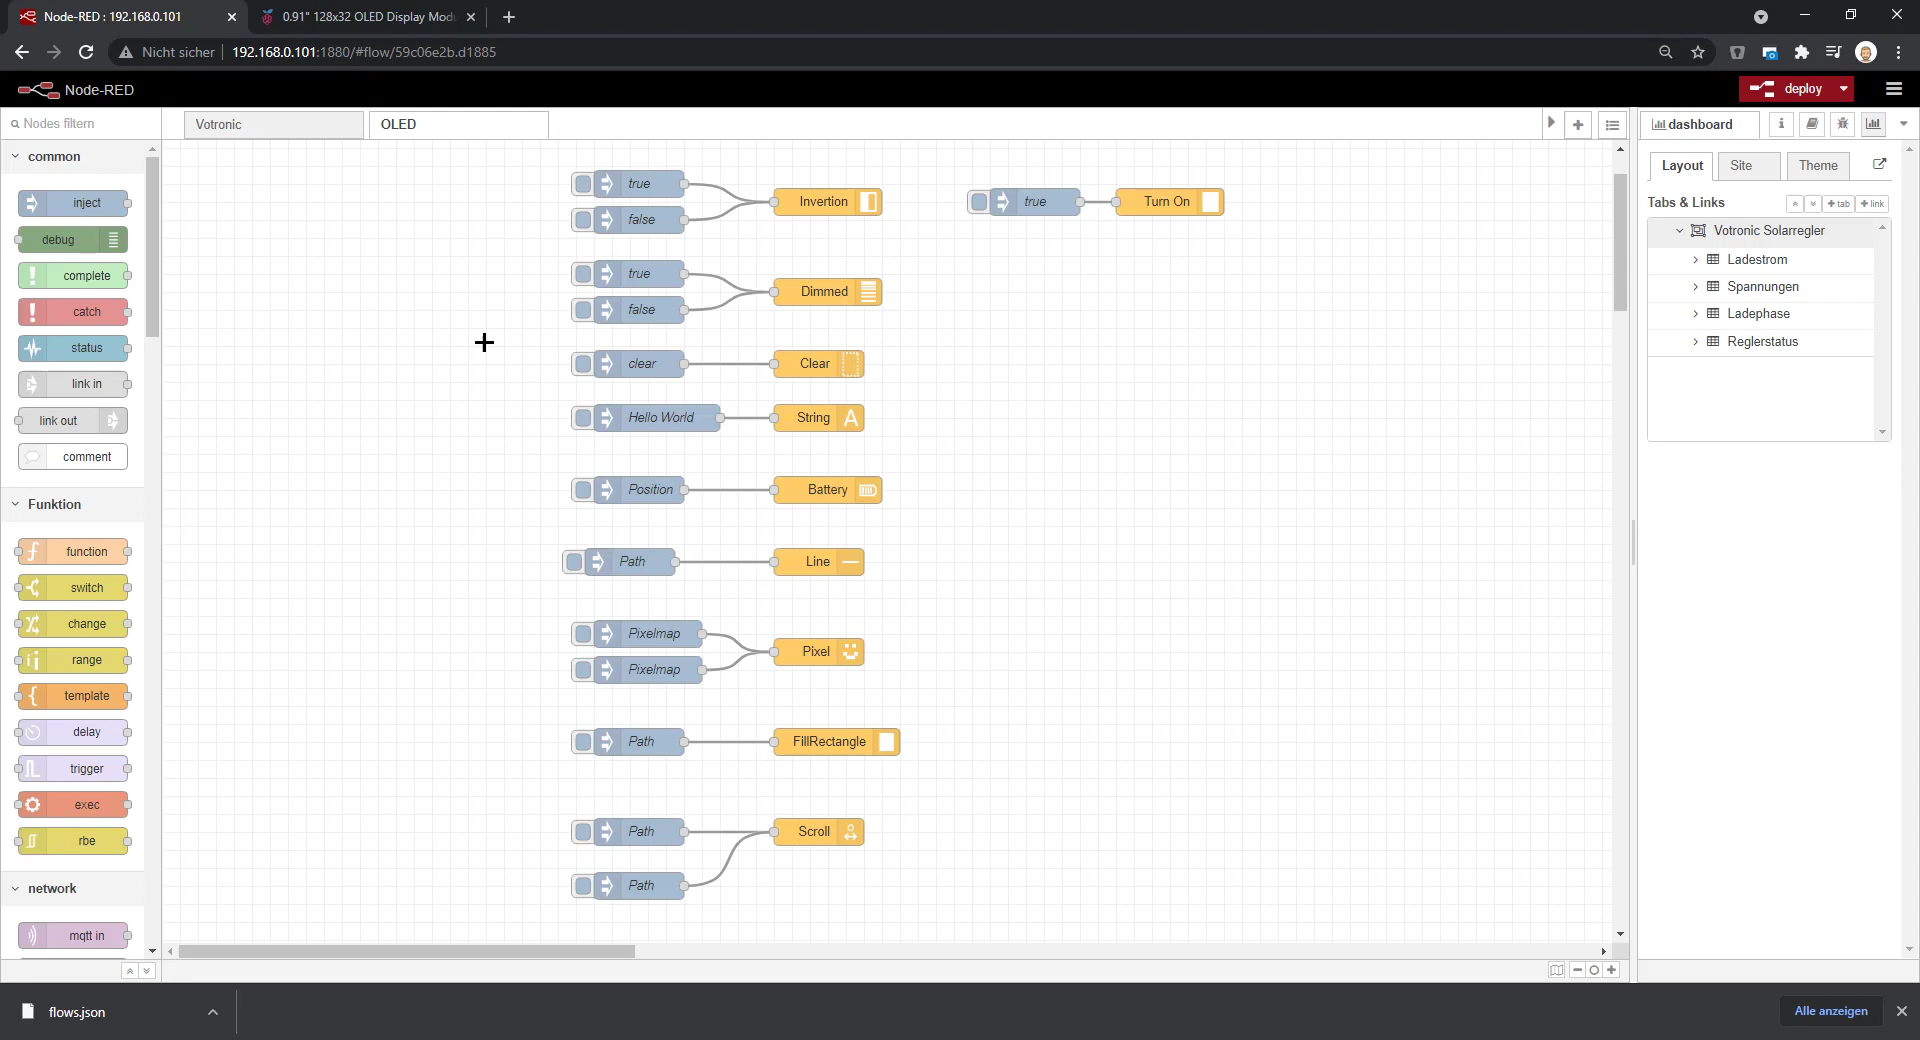 Node-RED : 192.168.0.101
0.91" 128x32 OLED Display Mod
Nicht sicher
192.168.0.101:1880/#flow/59c06e2b.d1885
Node-RED
deploy
Nodes filtern
Votronic
OLED
dashboard
common
inject
debug
complete
catch
status
link in
link out
comment
Funktion
function
switch
change
range
template
delay
trigger
exec
rbe
network
mqtt in
true
false
Invertion
true
Turn On
true
false
Dimmed
clear
Clear
Hello World
String
A
Position
Battery
Path
Line
Pixelmap
Pixelmap
Pixel
Path
FillRectangle
Path
Scroll
Path
Layout
Site
Theme
Tabs & Links
tab
link
Votronic Solarregler
Ladestrom
Spannungen
Ladephase
Reglerstatus
flows.json
Alle anzeigen